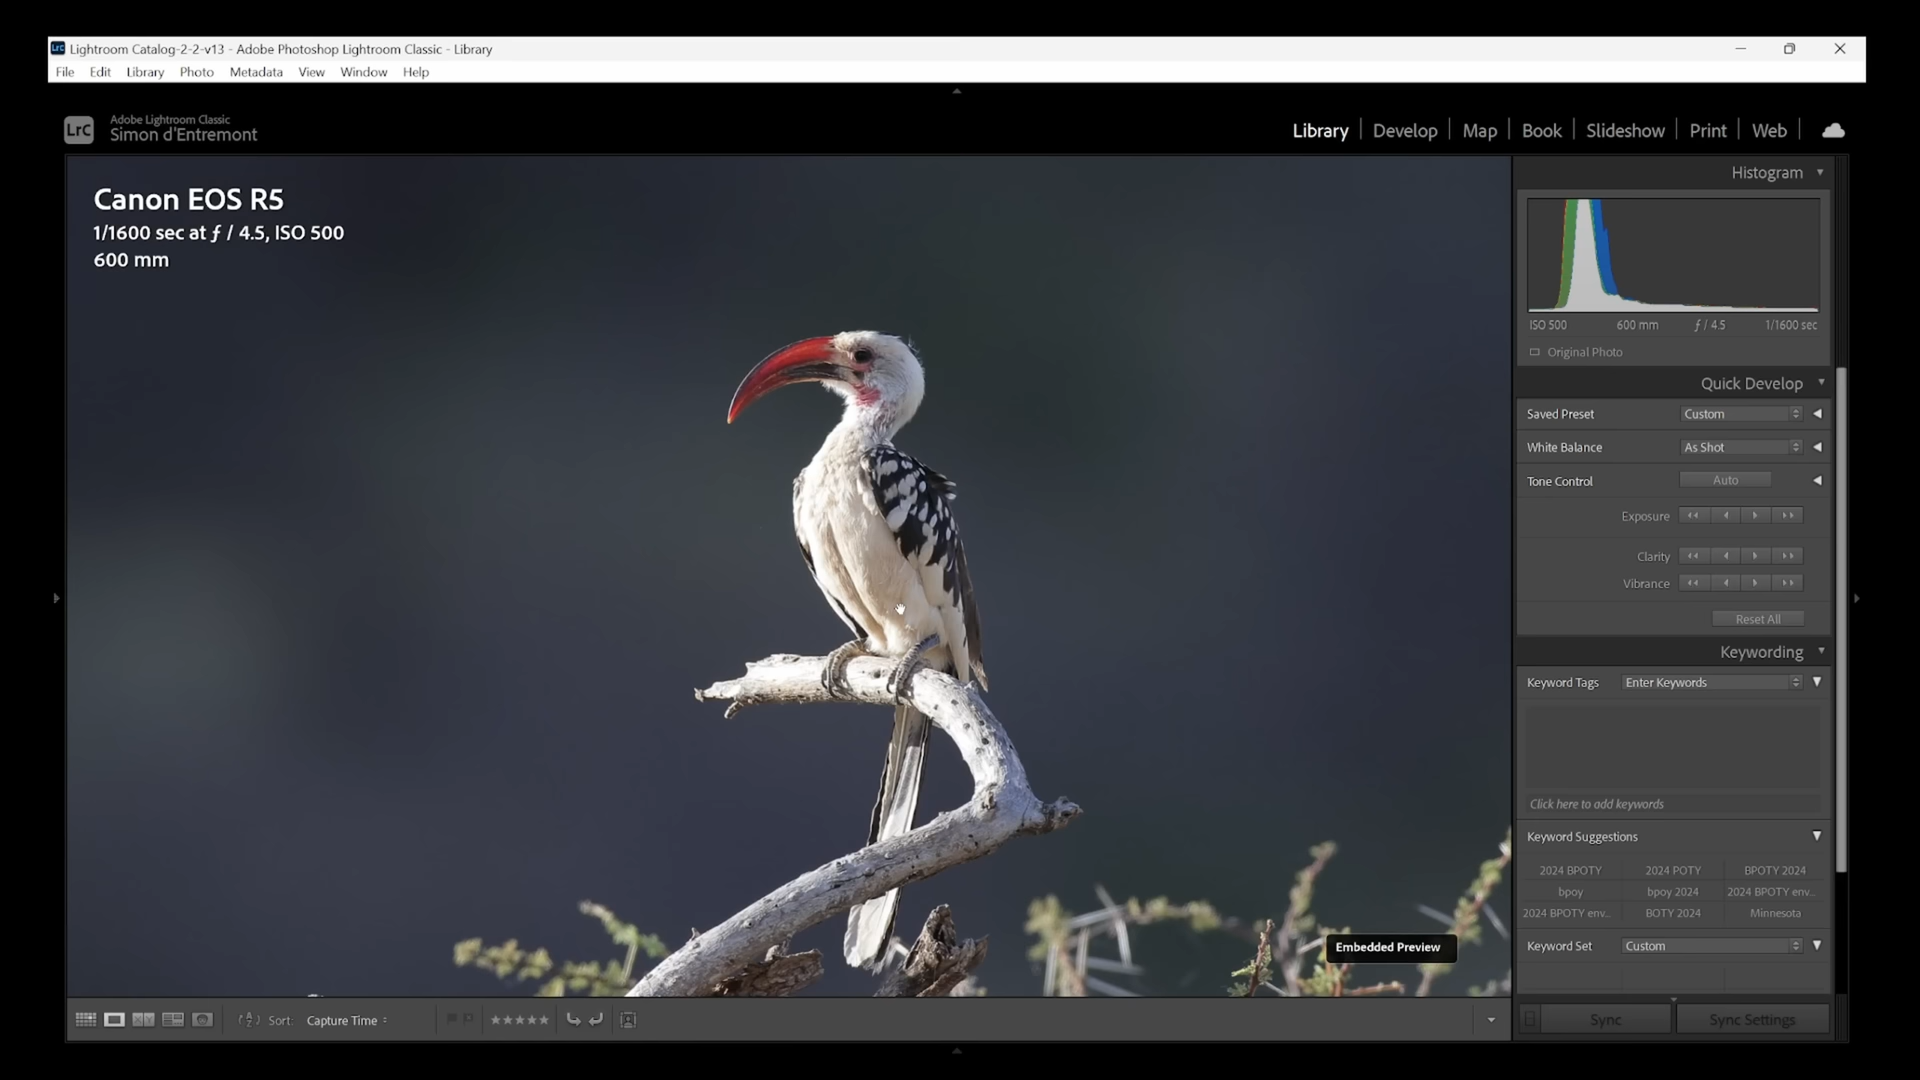 Lightroom Catalog-2-2-v13 - Adobe Photoshop Lightroom Classic - Library
File Edit Library Photo Metadata View Window Help
LrC
Adobe Lightroom Classic
Simon d'Entremont
Library Develop Map Book Slideshow Print Web
Canon EOS R5
1/1600 sec at ƒ / 4.5, ISO 500
600 mm
Histogram
ISO 500 600 mm ƒ / 4.5 1/1600 sec
Original Photo
Quick Develop
Saved Preset Custom
White Balance As Shot
Tone Control Auto
Exposure
Clarity
Vibrance
Reset All
Keywording
Keyword Tags Enter Keywords
Click here to add keywords
Keyword Suggestions
2024 BPOTY 2024 POTY BPOTY 2024
bpoy bpoy 2024 2024 BPOTY env...
2024 BPOTY env... BOTY 2024 Minnesota
Keyword Set Custom
Embedded Preview
Sort: Capture Time
Sync Sync Settings